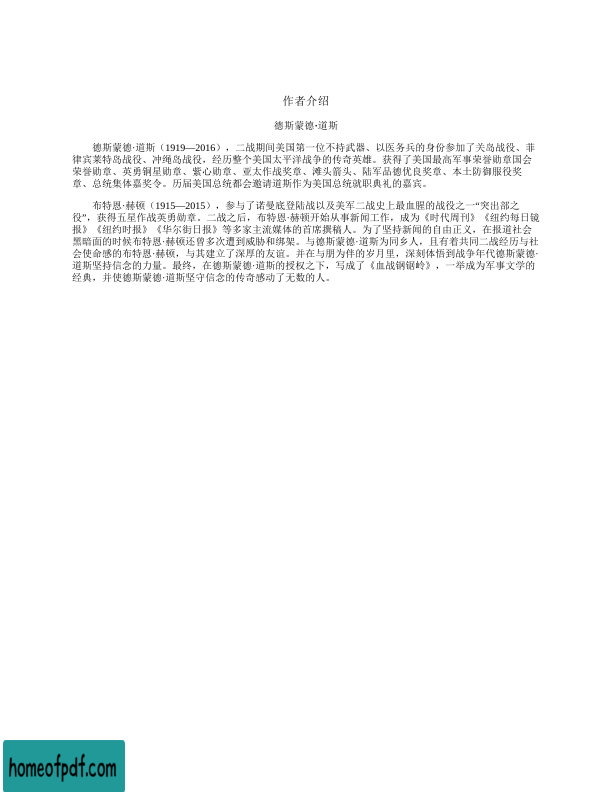 作者介绍
德斯蒙德·道斯
德斯蒙德·道斯（1919—2016），二战期间美国第一位不持武器、以医务兵的身份参加了关岛战役、菲
律宾莱特岛战役、冲绳岛战役，经历整个美国太平洋战争的传奇英雄。获得了美国最高军事荣誉勋章国会
荣誉勋章、英勇铜星勋章、紫心勋章、亚太作战奖章、滩头箭头、陆军品德优良奖章、本土防御服役奖
章、总统集体嘉奖令。历届美国总统都会邀请道斯作为美国总统就职典礼的嘉宾。
布特恩·赫顿（1915—2015），参与了诺曼底登陆战以及美军二战史上最血腥的战役之一“突出部之
役”，获得五星作战英勇勋章。二战之后，布特恩·赫顿开始从事新闻工作，成为《时代周刊》《纽约每日镜
报》《纽约时报》《华尔街日报》等多家主流媒体的首席撰稿人。为了坚持新闻的自由正义，在报道社会
黑暗面的时候布特恩·赫顿还曾多次遭到威胁和绑架。与德斯蒙德·道斯为同乡人，且有着共同二战经历与社
会使命感的布特恩·赫顿，与其建立了深厚的友谊。并在与朋为伴的岁月里，深刻体悟到战争年代德斯蒙德·
道斯坚持信念的力量。最终，在德斯蒙德·道斯的授权之下，写成了《血战钢锯岭》，一举成为军事文学的
经典，并使德斯蒙德·道斯坚守信念的传奇感动了无数的人。
homeofpdf.com